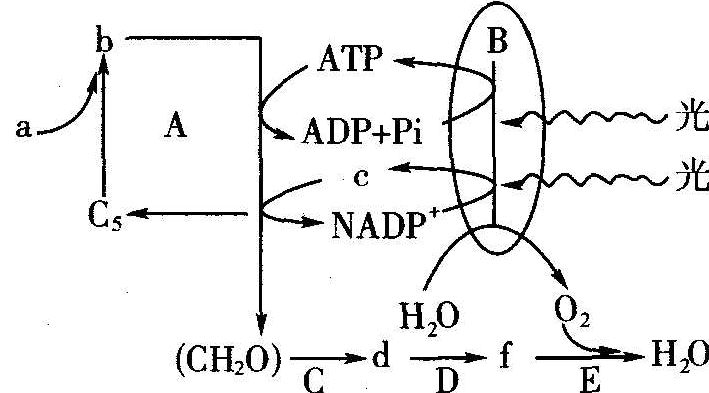 b
B
ATP
光
a
A
ADP+Pi
光
c
C₅
NADP⁺
H₂O
O₂
(CH₂O)
d
f
H₂O
C
D
E